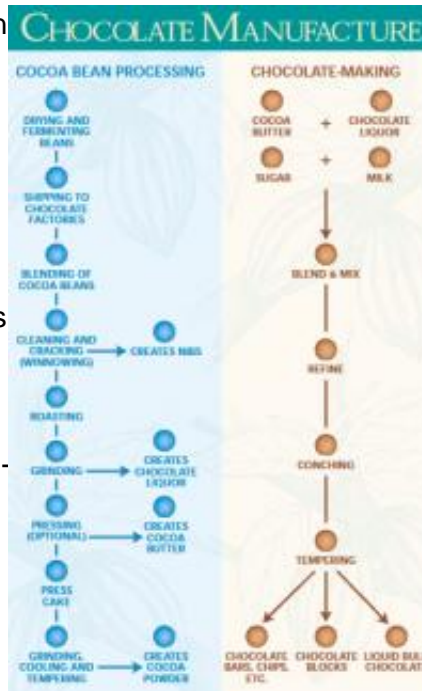 CHOCOLATE MANUFACTURE
COCOA BEAN PROCESSING
DRYING AND
FERMENTING
BEANS
SHIPPING TO
CHOCOLATE
FACTORIES
BLENDING OF
COCOA BEANS
CLEANING AND
CRACKING
(WINNOWING)
CREATES NIBS
ROASTING
GRINDING
CREATES
CHOCOLATE
LIQUOR
PRESSING
(OPTIONAL)
CREATES
COCOA
BUTTER
PRESS
CAKE
GRINDING,
COOLING AND
TEMPERING
CREATES
COCOA
POWDER
CHOCOLATE-MAKING
COCOA
BUTTER
+
CHOCOLATE
LIQUOR
SUGAR
+
MILK
BLEND & MIX
REFINE
CONCHING
TEMPERING
CHOCOLATE
BARS, CHIPS,
ETC.
CHOCOLATE
BLOCKS
LIQUID
CHOCOLATE